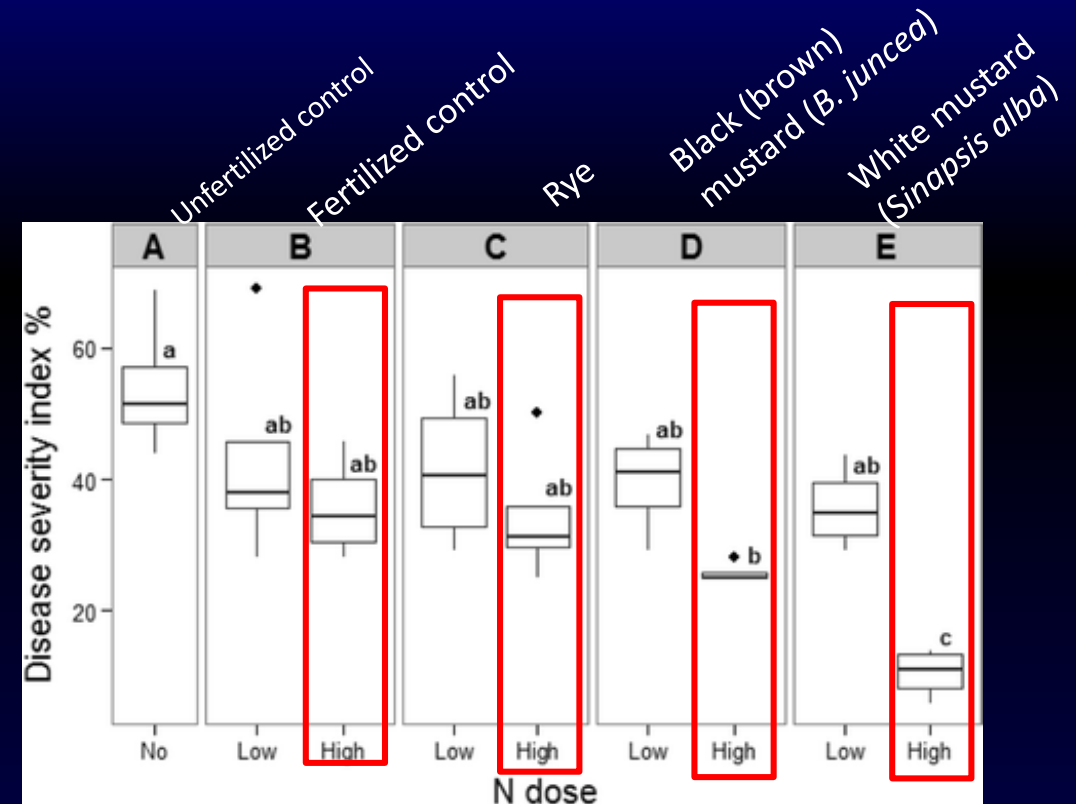 Unfertilized control
Fertilized control
Rye
Black (brown)
mustard (B. juncea)
White mustard
(Sinapsis alba)
A
B
C
D
E
Disease severity index %
60
40
20
a
ab
ab
ab
ab
ab
b
ab
c
No
Low
High
Low
High
Low
High
Low
High
N dose